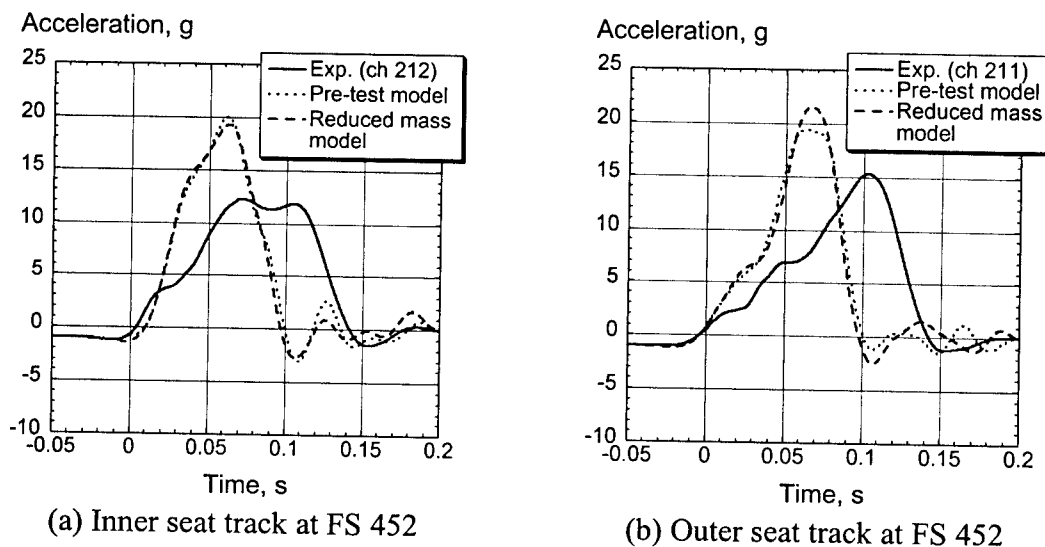 Acceleration, g
25
20
15
10
5
0
-5
-10
-0.05
0
0.05
0.1
0.15
0.2
Exp. (ch 212)
Pre-test model
Reduced mass
model
Time, s
(a) Inner seat track at FS 452
Acceleration, g
25
20
15
10
5
0
-5
-10
-0.05
0
0.05
0.1
0.15
0.2
Exp. (ch 211)
Pre-test model
Reduced mass
model
Time, s
(b) Outer seat track at FS 452